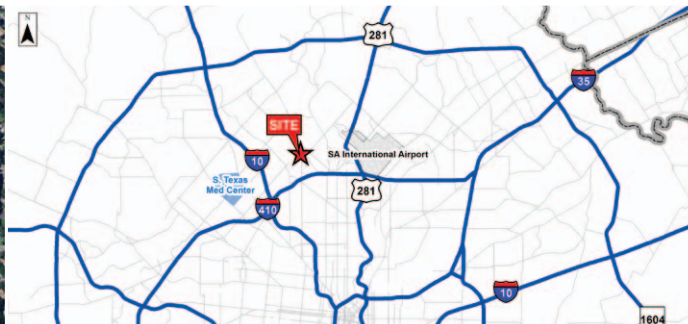 N
281
35
SITE
SA International Airport
10
S. Texas
Med Center
281
410
10
1604